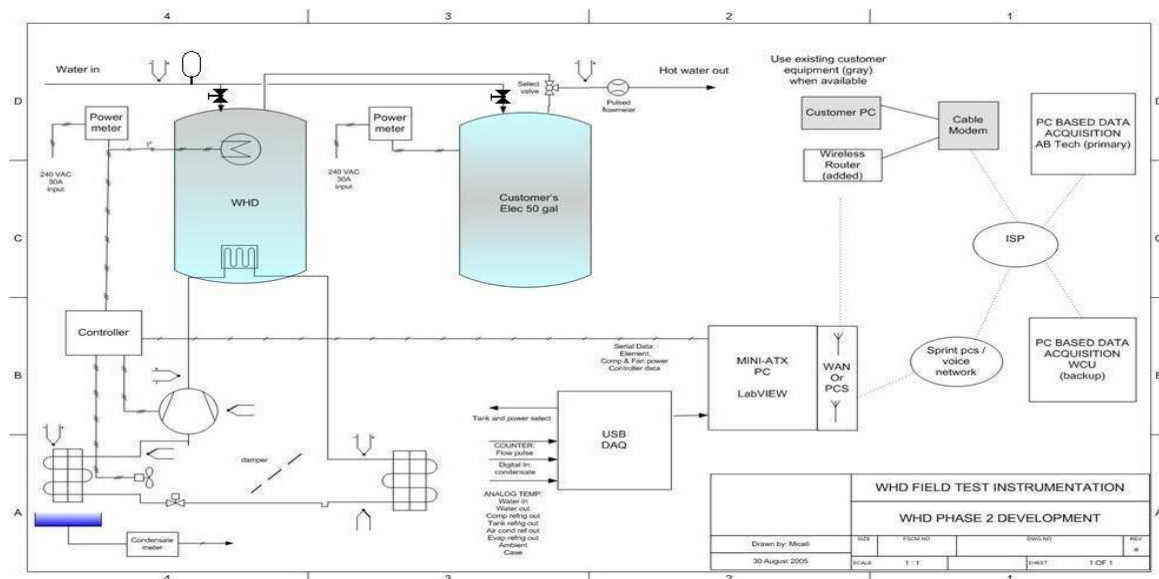 4
3
2
1
D
C
B
A
Water in
Select
valve
Pulsed
flowmeter
Hot water out
Use existing customer
equipment (gray)
when available
Customer PC
Wireless
Router
(added)
Cable
Modem
PC BASED DATA
ACQUISITION
AB Tech (primary)
Power
meter
240 VAC
30A
input
WHD
Power
meter
240 VAC
30A
input
Customer's
Elec 50 gal
ISP
Controller
Serial Data:
Element,
Comp & Fan power
Controller data
MINI-ATX
PC
LabVIEW
WAN
Or
PCS
Sprint pcs /
voice
network
PC BASED DATA
ACQUISITION
WCU
(backup)
Tank and power select
USB
DAQ
COUNTER:
Flow pulse
Digital In:
condensate
ANALOG TEMP:
Water in
Water out
Comp refrig out
Tank refrig out
Air cond ref out
Evap refrig out
Ambient
Case
damper
Condensate
meter
WHD FIELD TEST INSTRUMENTATION
WHD PHASE 2 DEVELOPMENT
Drawn by: Miceli
30 August 2005
SIZE
FSCM NO
DWG NO
REV
a
SCALE
1 : 1
SHEET
1 OF 1
D
C
B
A
4
3
2
1